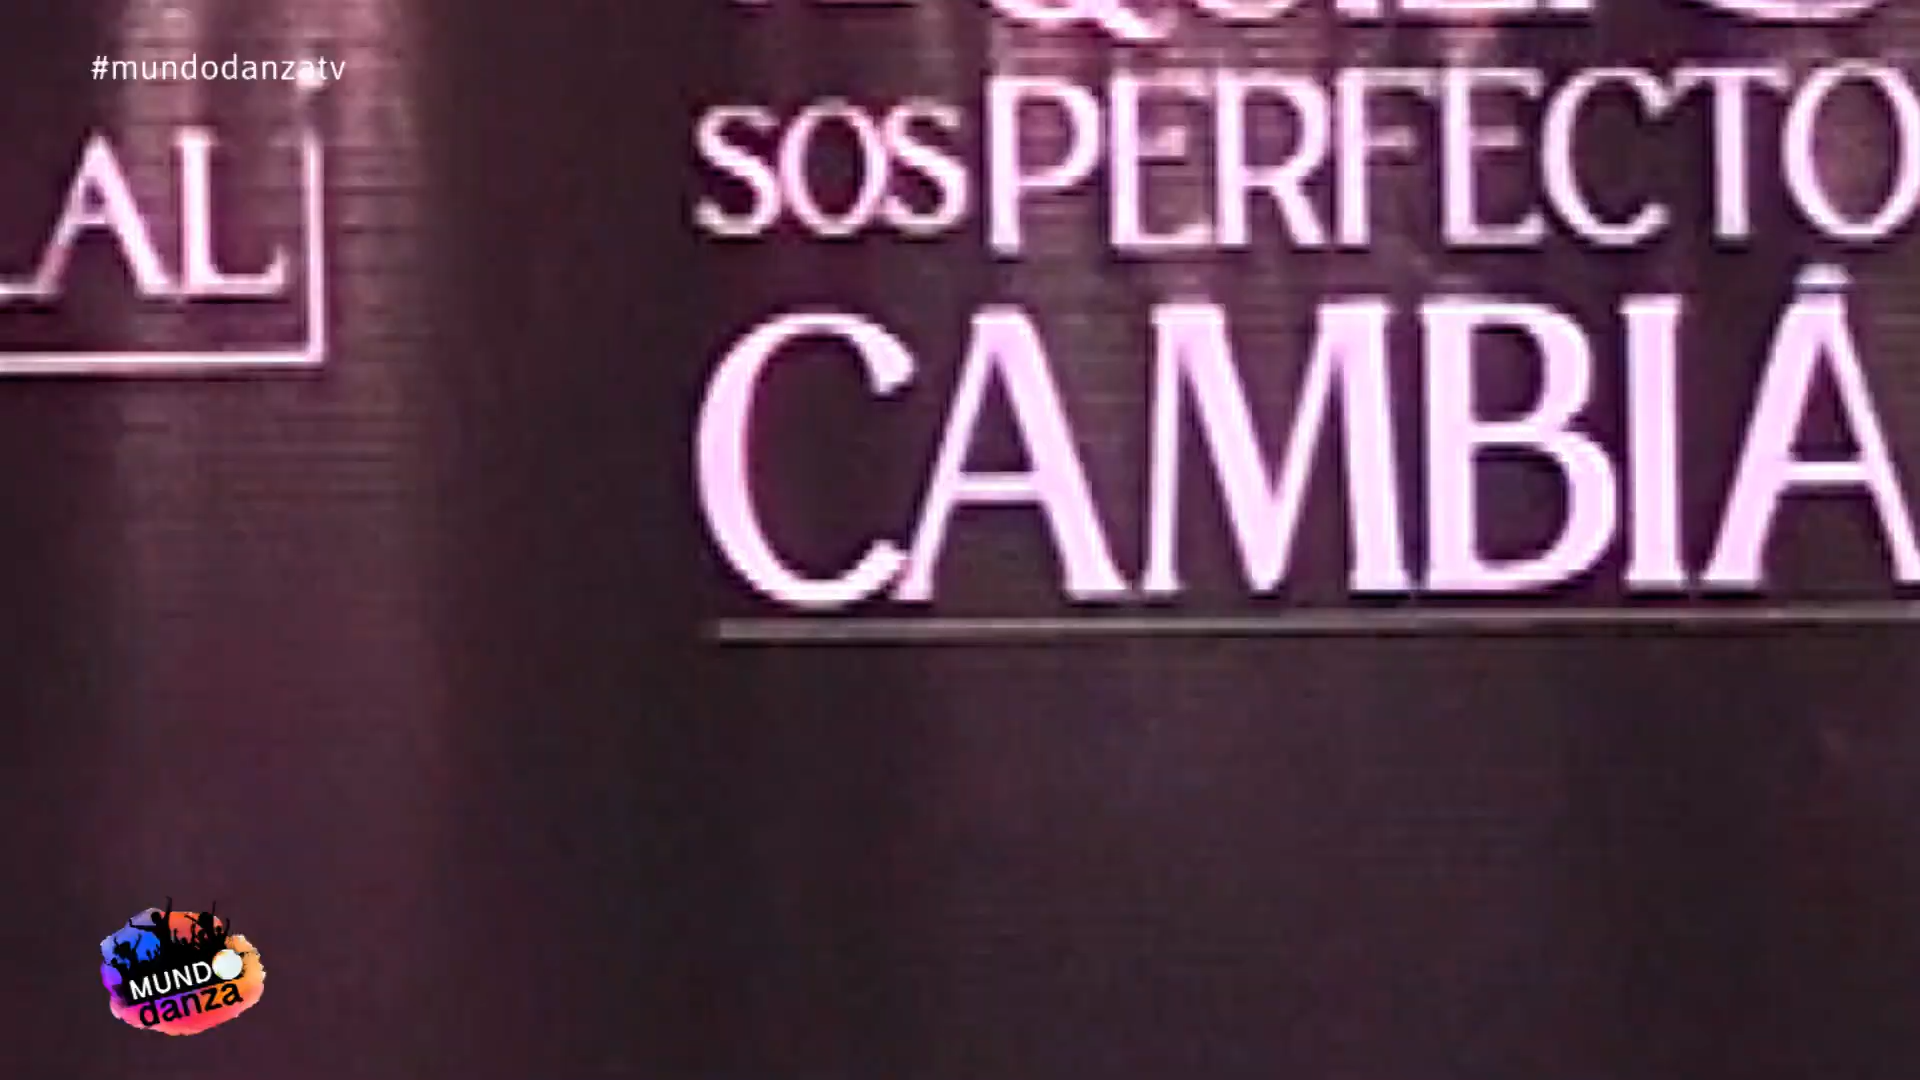 #mundodanzatv
AL
SOS PERFECTO
CAMBIÁ
MUNDO
danza